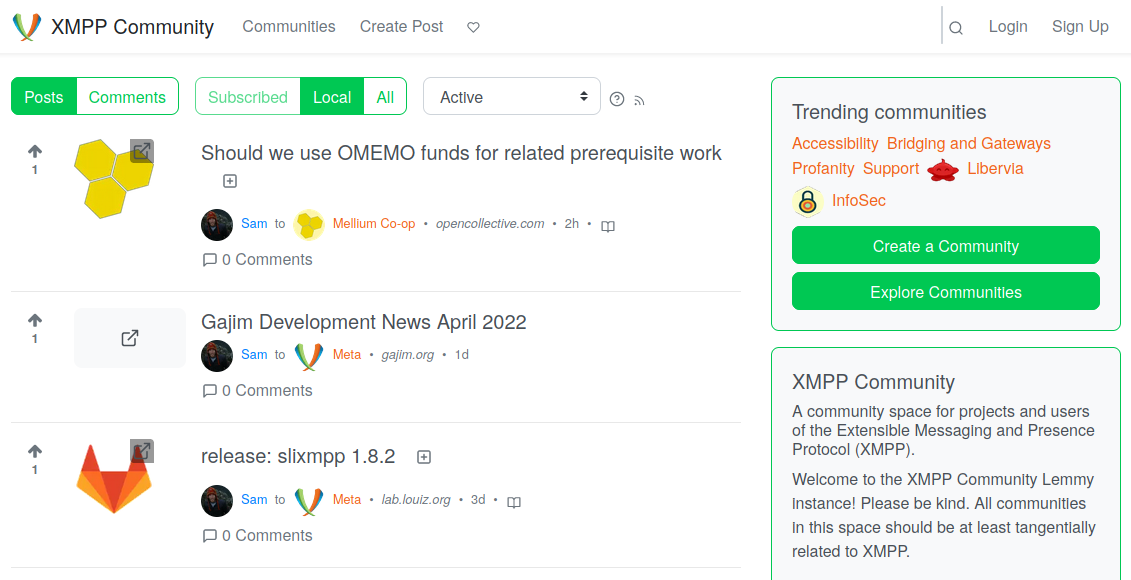 XMPP Community Communities Create Post Login Sign Up
Posts Comments Subscribed Local All Active
1
Should we use OMEMO funds for related prerequisite work
Sam to Mellium Co-op • opencollective.com • 2h •
0 Comments
1
Gajim Development News April 2022
Sam to Meta • gajim.org • 1d
0 Comments
1
release: slixmpp 1.8.2
Sam to Meta • lab.louiz.org • 3d •
0 Comments
Trending communities
Accessibility Bridging and Gateways
Profanity Support Libervia
InfoSec
Create a Community
Explore Communities
XMPP Community
A community space for projects and users
of the Extensible Messaging and Presence
Protocol (XMPP).
Welcome to the XMPP Community Lemmy
instance! Please be kind. All communities
in this space should be at least tangentially
related to XMPP.